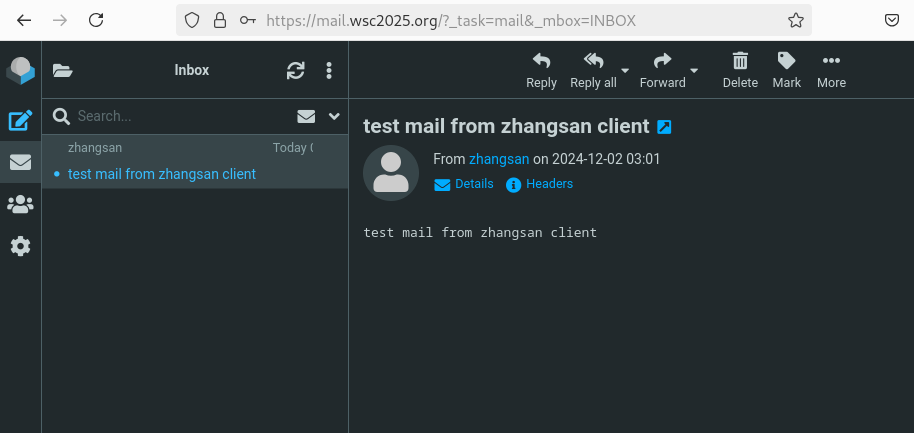 https://mail.wsc2025.org/?_task=mail&_mbox=INBOX
Inbox
Reply
Reply all
Forward
Delete
Mark
More
Search...
zhangsan
Today
test mail from zhangsan client
test mail from zhangsan client
From zhangsan on 2024-12-02 03:01
Details
Headers
test mail from zhangsan client